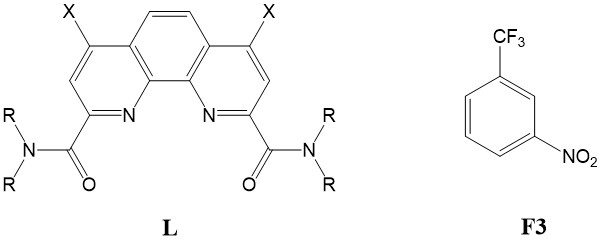 X X
CF3
R N N R
N N
R O O R
NO2
L F3